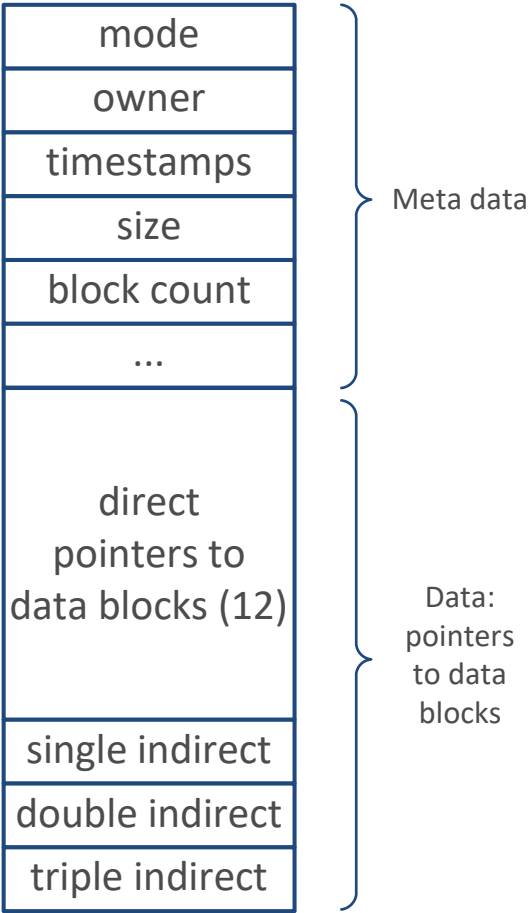 mode
owner
timestamps
size
block count
...
Meta data
direct
pointers to
data blocks (12)
single indirect
double indirect
triple indirect
Data:
pointers
to data
blocks